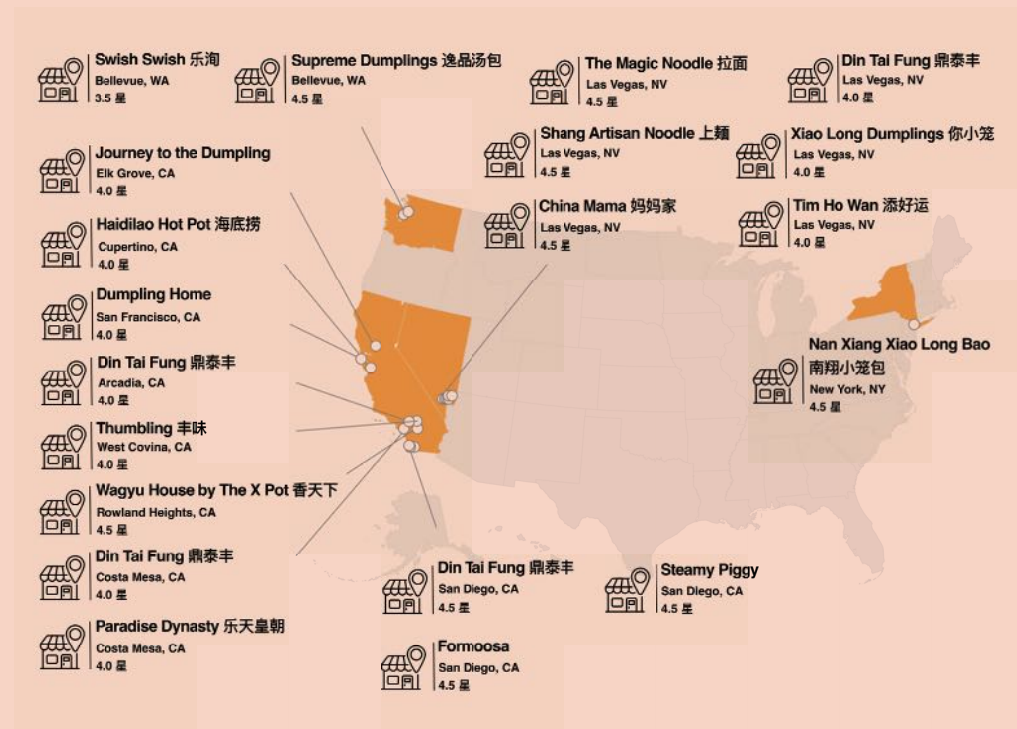 Swish Swish 乐洵
Bellevue, WA
3.5 星
Supreme Dumplings 逸品汤包
Bellevue, WA
4.5 星
The Magic Noodle 拉面
Las Vegas, NV
4.5 星
Din Tai Fung 鼎泰丰
Las Vegas, NV
4.0 星
Shang Artisan Noodle 上麺
Las Vegas, NV
4.5 星
Xiao Long Dumplings 你小笼
Las Vegas, NV
4.0 星
China Mama 妈妈家
Las Vegas, NV
4.5 星
Tim Ho Wan 添好运
Las Vegas, NV
4.0 星
Journey to the Dumpling
Elk Grove, CA
4.0 星
Haidilao Hot Pot 海底捞
Cupertino, CA
4.0 星
Dumpling Home
San Francisco, CA
4.0 星
Din Tai Fung 鼎泰丰
Arcadia, CA
4.0 星
Thumbling 丰味
West Covina, CA
4.0 星
Wagyu House by The X Pot 香天下
Rowland Heights, CA
4.5 星
Din Tai Fung 鼎泰丰
Costa Mesa, CA
4.0 星
Paradise Dynasty 乐天皇朝
Costa Mesa, CA
4.0 星
Nan Xiang Xiao Long Bao
南翔小笼包
New York, NY
4.5 星
Din Tai Fung 鼎泰丰
San Diego, CA
4.5 星
Steamy Piggy
San Diego, CA
4.5 星
Formoosa
San Diego, CA
4.5 星